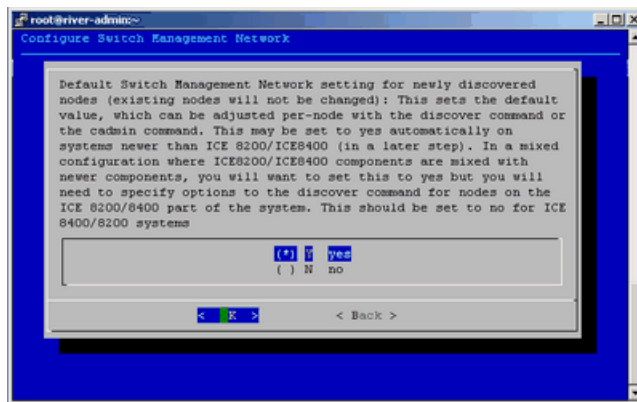 root@river-admin:~
Configure Switch Management Network
Default Switch Management Network setting for newly discovered
nodes (existing nodes will not be changed): This sets the default
value, which can be adjusted per-node with the discover command or
the cadmin command. This may be set to yes automatically on
systems newer than ICE 8200/ICE8400 (in a later step). In a mixed
configuration where ICE8200/ICE8400 components are mixed with
newer components, you will want to set this to yes but you will
need to specify options to the discover command for nodes on the
ICE 8200/8400 part of the system. This should be set to no for ICE
8400/8200 systems
(*) Y yes
( ) N no
< K > < Back >